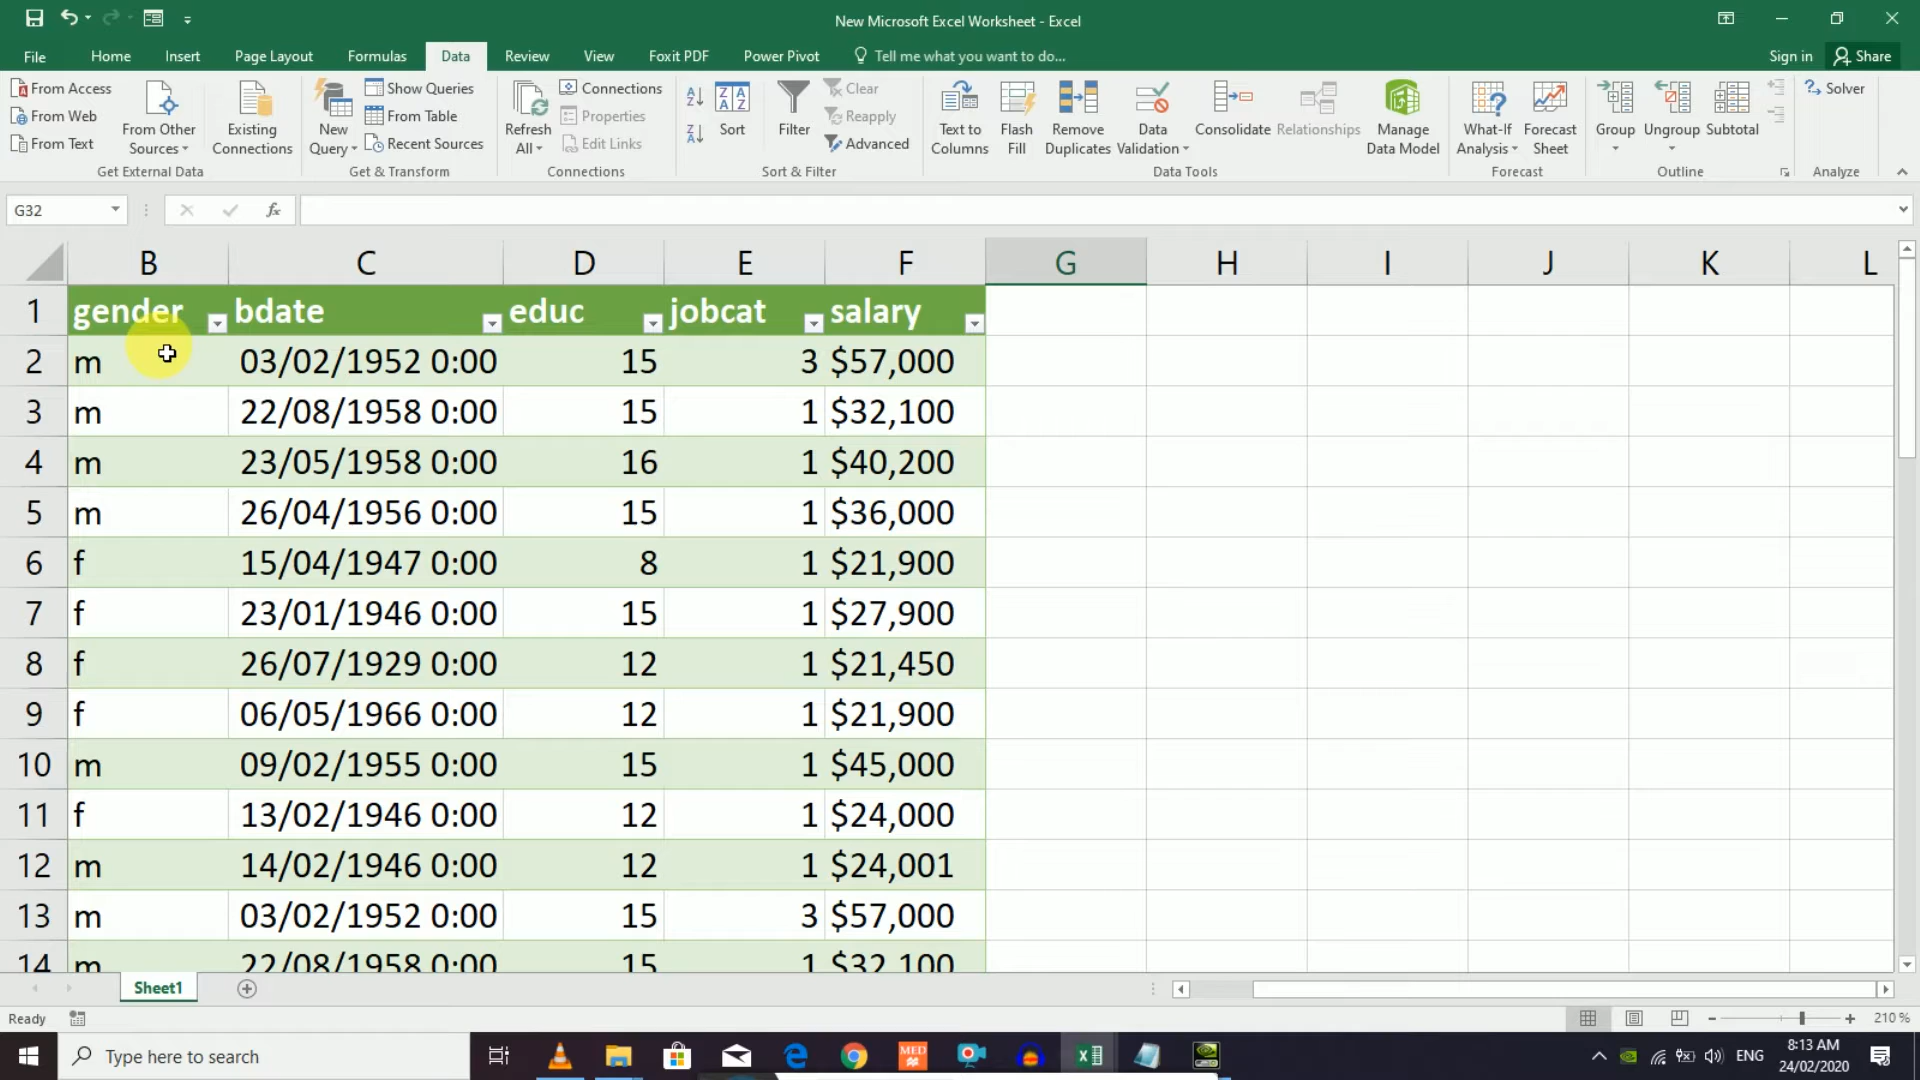 New Microsoft Excel Worksheet - Excel
File Home Insert Page Layout Formulas Data Review View Foxit PDF Power Pivot Tell me what you want to do... Sign in Share
From Access
From Web
From Text
From Other
Sources
Existing
Connections
Get External Data
New
Query
Show Queries
From Table
Recent Sources
Get & Transform
Refresh
All
Connections
Properties
Edit Links
Connections
Sort
Filter
Clear
Reapply
Advanced
Sort & Filter
Text to
Columns
Flash
Fill
Remove
Duplicates
Data
Validation
Consolidate
Relationships
Manage
Data Model
Data Tools
What-If
Analysis
Forecast
Sheet
Forecast
Group
Ungroup
Subtotal
Outline
Solver
Analyze
G32 fx
B C D E F G H I J K L
1 gender bdate educ jobcat salary
2 m 03/02/1952 0:00 15 3 $57,000
3 m 22/08/1958 0:00 15 1 $32,100
4 m 23/05/1958 0:00 16 1 $40,200
5 m 26/04/1956 0:00 15 1 $36,000
6 f 15/04/1947 0:00 8 1 $21,900
7 f 23/01/1946 0:00 15 1 $27,900
8 f 26/07/1929 0:00 12 1 $21,450
9 f 06/05/1966 0:00 12 1 $21,900
10 m 09/02/1955 0:00 15 1 $45,000
11 f 13/02/1946 0:00 12 1 $24,000
12 m 14/02/1946 0:00 12 1 $24,001
13 m 03/02/1952 0:00 15 3 $57,000
14 m 22/08/1958 0:00 15 1 $32,100
Sheet1
Ready 210 %
Type here to search
MED
ENG
8:13 AM
24/02/2020